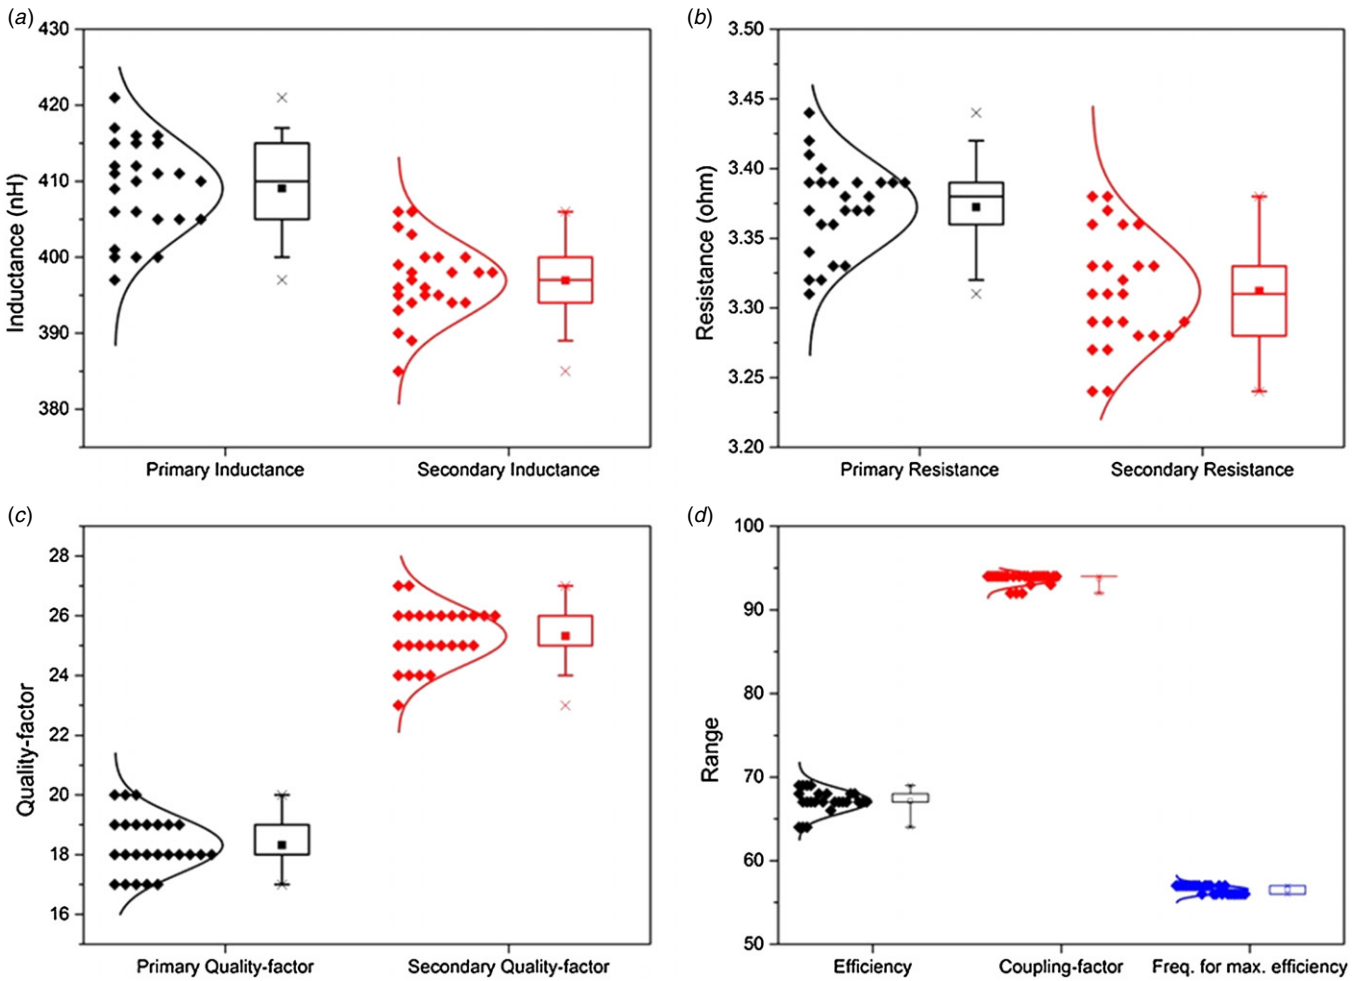 (a)
430
420
410
400
390
380
Inductance (nH)
Primary Inductance
Secondary Inductance
(b)
3.50
3.45
3.40
3.35
3.30
3.25
3.20
Resistance (ohm)
Primary Resistance
Secondary Resistance
(c)
28
26
24
22
20
18
16
Quality-factor
Primary Quality-factor
Secondary Quality-factor
(d)
100
90
80
70
60
50
Range
Efficiency
Coupling-factor
Freq. for max. efficiency